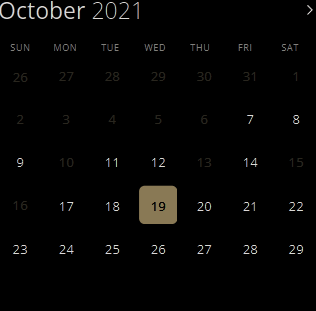 October 2021
SUN MON TUE WED THU FRI SAT
26 27 28 29 30 31 1
2 3 4 5 6 7 8
9 10 11 12 13 14 15
16 17 18 19 20 21 22
23 24 25 26 27 28 29